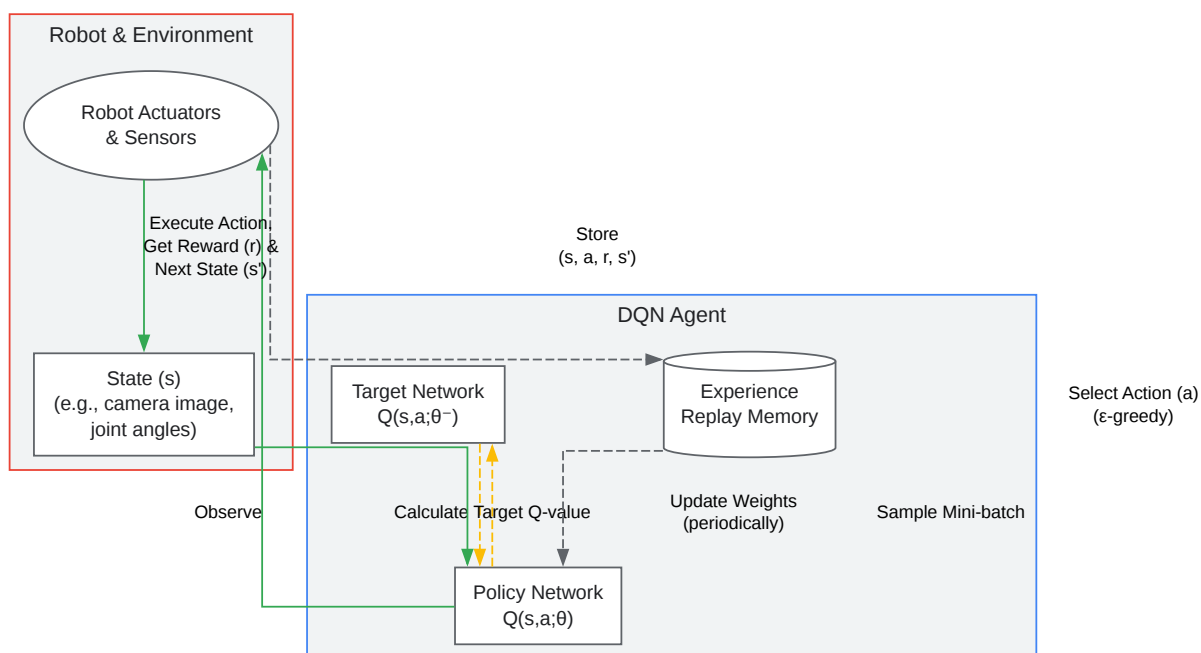 Robot & Environment
Robot Actuators
& Sensors
Execute Action,
Get Reward (r) &
Next State (s')
Store
(s, a, r, s')
DQN Agent
State (s)
(e.g., camera image,
joint angles)
Target Network
Q(s,a;θ⁻)
Experience
Replay Memory
Select Action (a)
(ε-greedy)
Observe
Calculate Target Q-value
Update Weights
(periodically)
Sample Mini-batch
Policy Network
Q(s,a;θ)